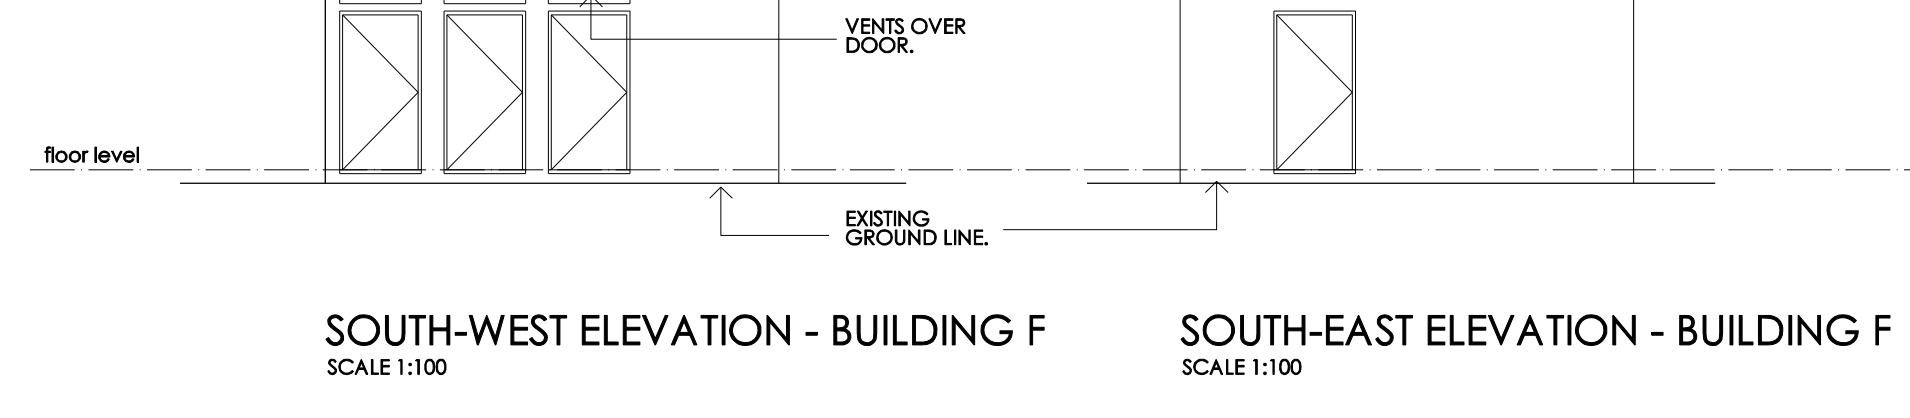 VENTS OVER
DOOR.
floor level
EXISTING
GROUND LINE.
SOUTH-WEST ELEVATION - BUILDING F
SCALE 1:100
SOUTH-EAST ELEVATION - BUILDING F
SCALE 1:100